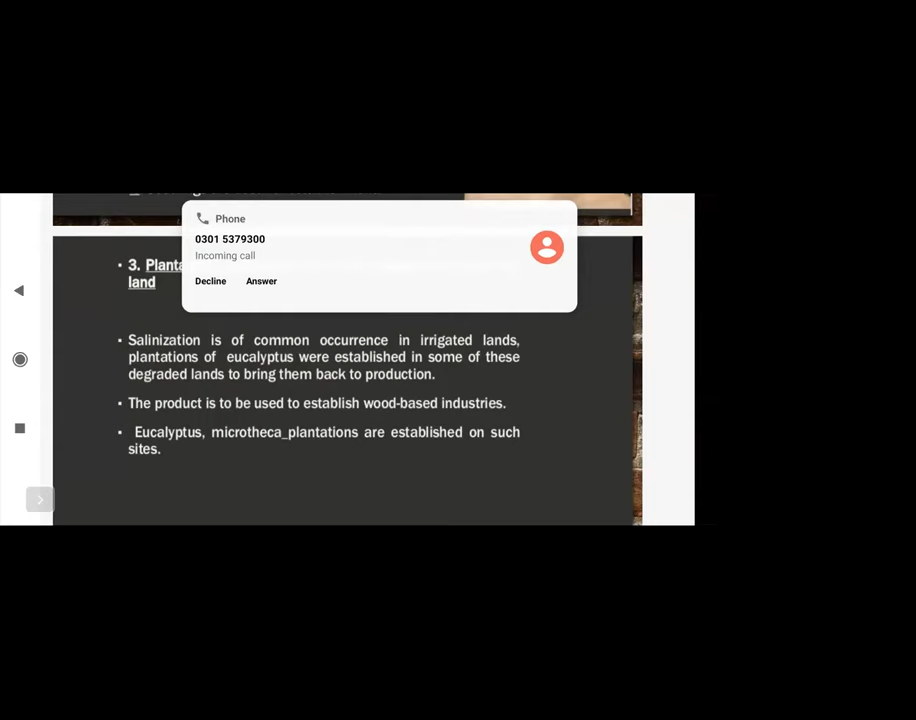 Phone
0301 5379300
Incoming call
Decline Answer
• 3. Planta
land
• Salinization is of common occurrence in irrigated lands,
plantations of eucalyptus were established in some of these
degraded lands to bring them back to production.
• The product is to be used to establish wood-based industries.
• Eucalyptus, microtheca_plantations are established on such
sites.